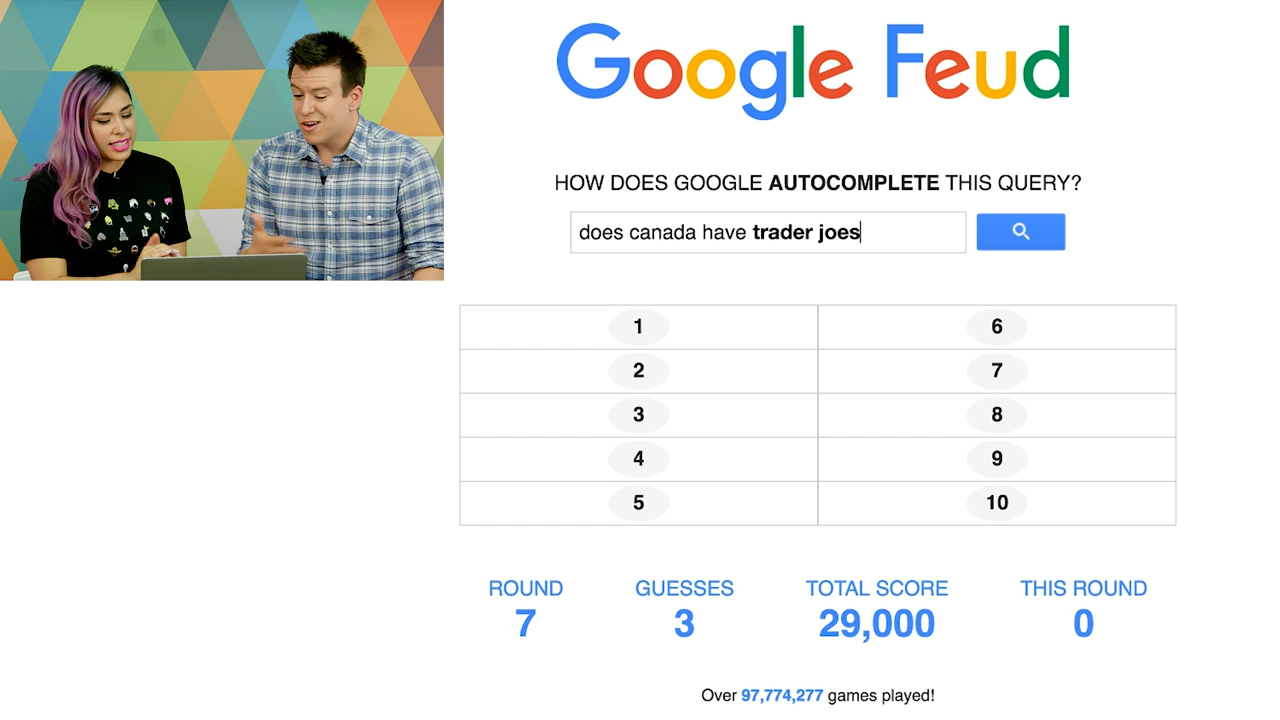 Google Feud
HOW DOES GOOGLE AUTOCOMPLETE THIS QUERY?
does canada have trader joes
1 6
2 7
3 8
4 9
5 10
ROUND GUESSES TOTAL SCORE THIS ROUND
7 3 29,000 0
Over 97,774,277 games played!